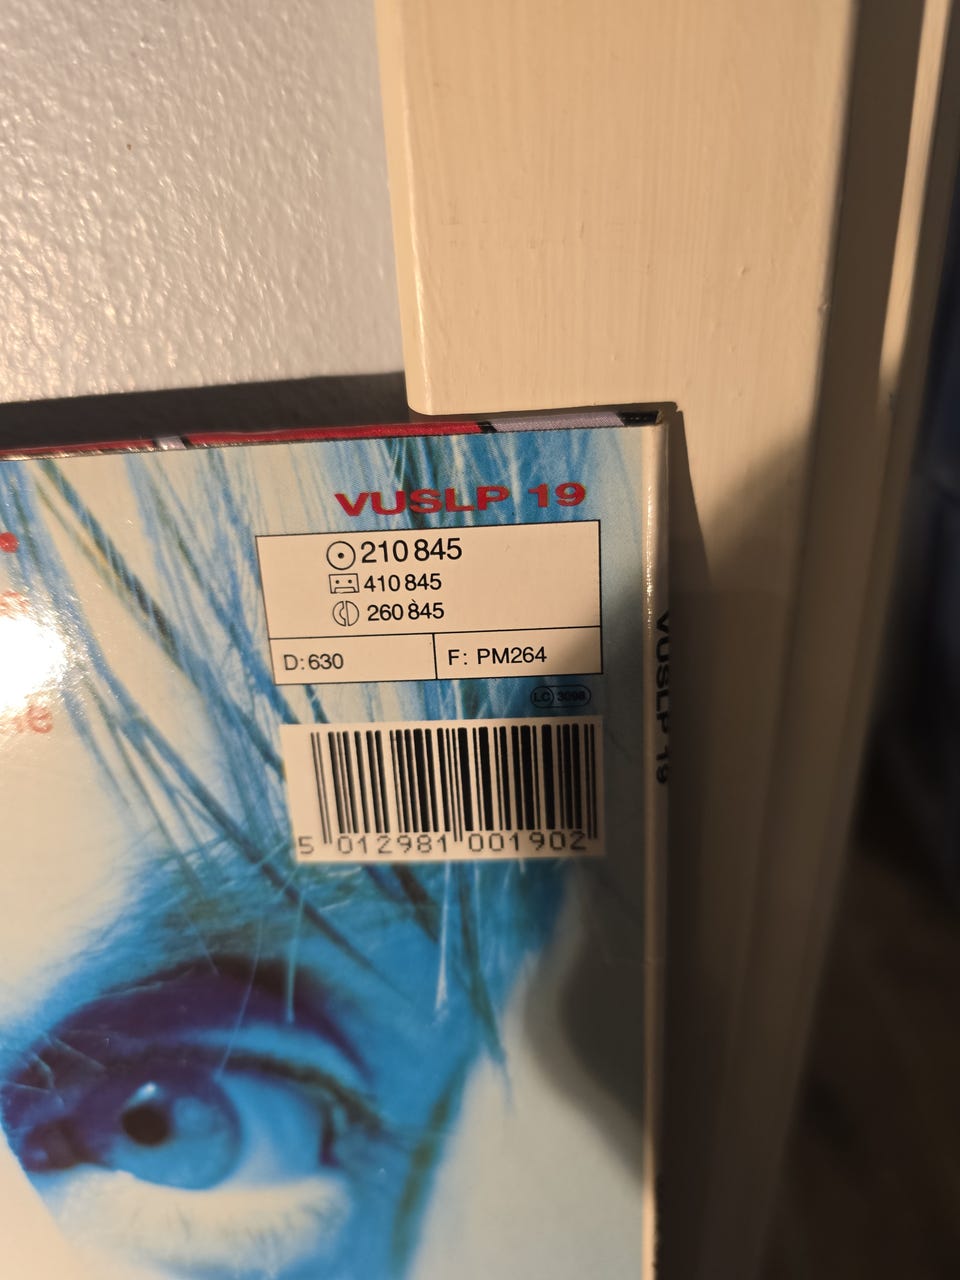 VUSLP 19
210 845
410 845
260 845
D:630
F: PM264
LC 3098
5 012981 001902
VUSLP 19